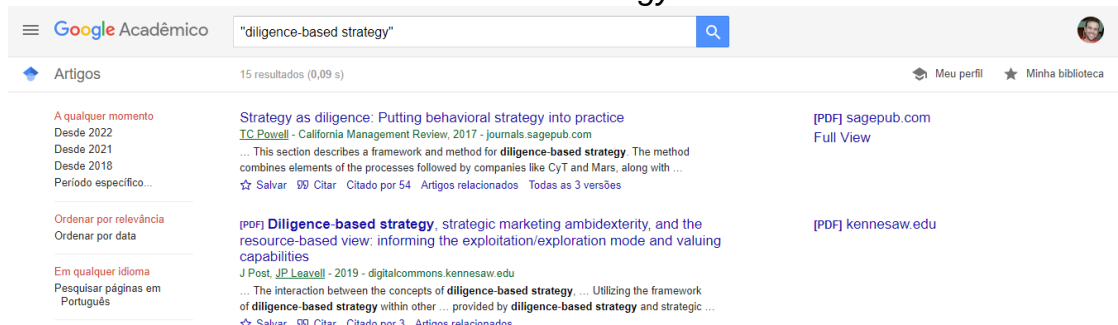 Google Acadêmico
"diligence-based strategy"
Artigos
15 resultados (0,09 s)
Meu perfil
Minha biblioteca
A qualquer momento
Desde 2022
Desde 2021
Desde 2018
Período específico...
Ordenar por relevância
Ordenar por data
Em qualquer idioma
Pesquisar páginas em
Português
Strategy as diligence: Putting behavioral strategy into practice
TC Powell - California Management Review, 2017 - journals.sagepub.com
... This section describes a framework and method for diligence-based strategy. The method
combines elements of the processes followed by companies like CyT and Mars, along with ...
Salvar Citar Citado por 54 Artigos relacionados Todas as 3 versões
[PDF] sagepub.com
Full View
[PDF] Diligence-based strategy, strategic marketing ambidexterity, and the
resource-based view: informing the exploitation/exploration mode and valuing
capabilities
J Post, JP Leavell - 2019 - digitalcommons.kennesaw.edu
... The interaction between the concepts of diligence-based strategy, ... Utilizing the framework
of diligence-based strategy within other ... provided by diligence-based strategy and strategic ...
Salvar Citar Citado por 3 Artigos relacionados
[PDF] kennesaw.edu